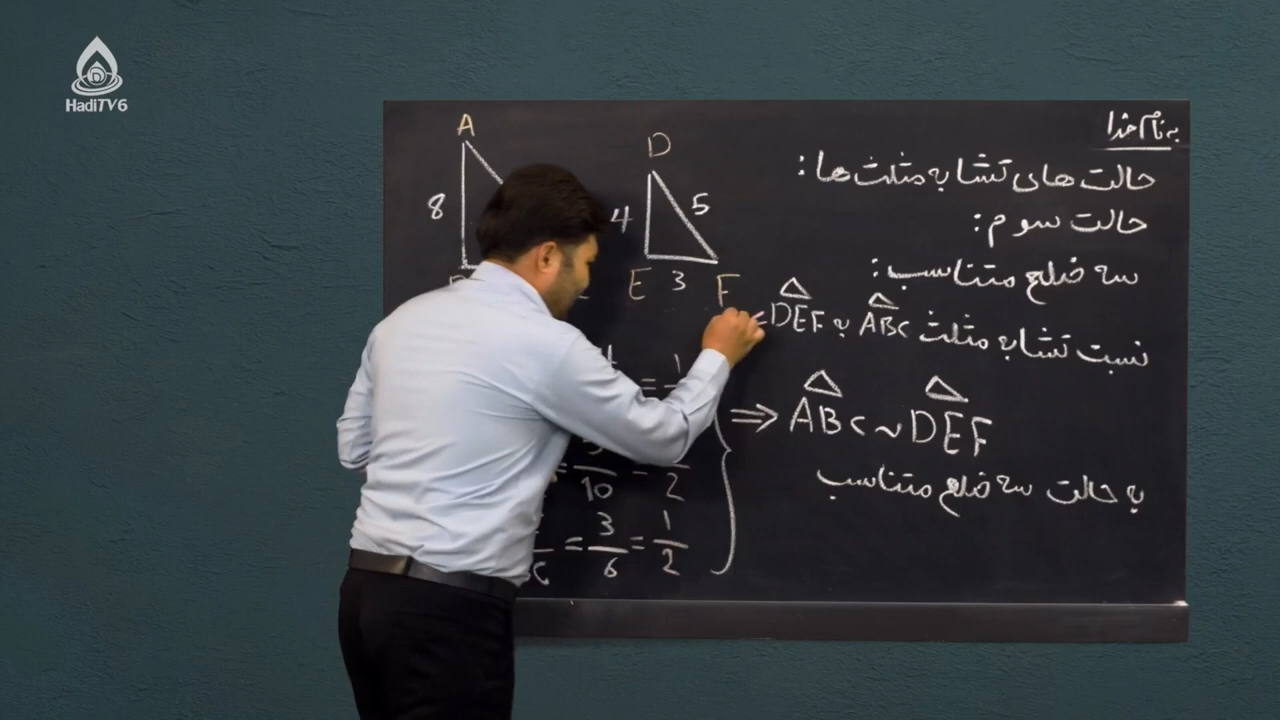 HadiTV6
به نام خدا
حالت های تشابه مثلث ها:
حالت سوم:
سه ضلع متناسب:
نسبت تشابه مثلث ABC به DEF =
⇒ ABC ~ DEF
به حالت سه ضلع متناسب
A
8
D
4 5
E 3 F
= 1
= — = —
10 2
= 3/6 = 1/2